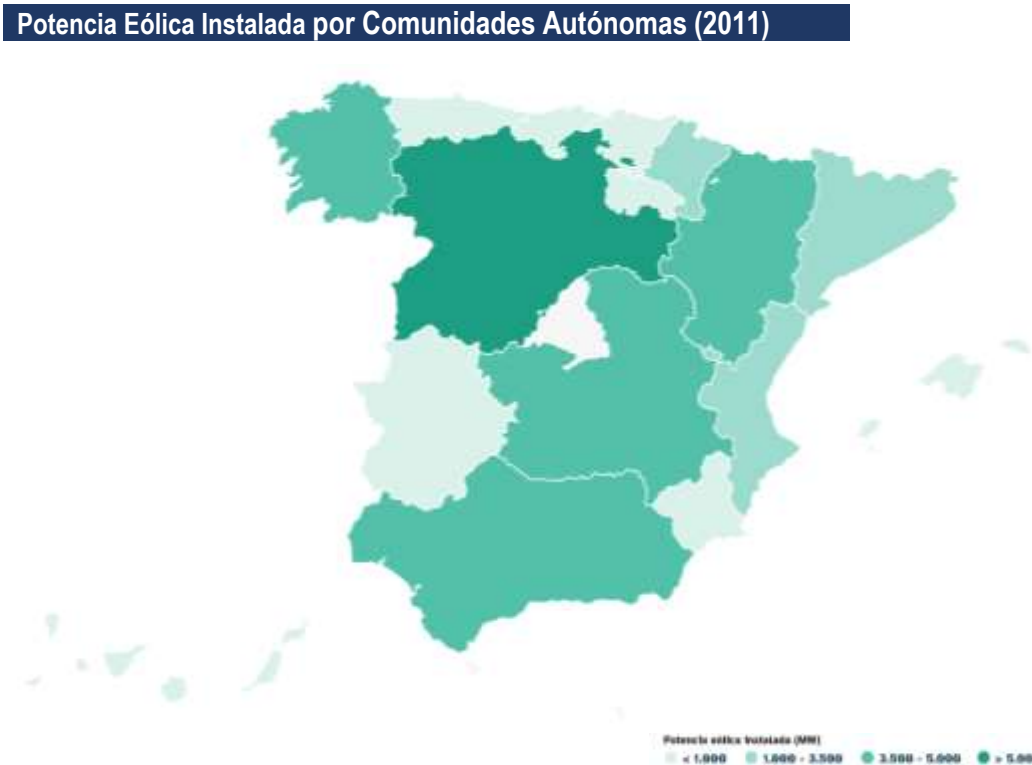 Potencia Eólica Instalada por Comunidades Autónomas (2011)
Potencia eólica Instalada (MW)
< 1.000 1.000 - 3.500 3.500 - 5.000 > 5.00